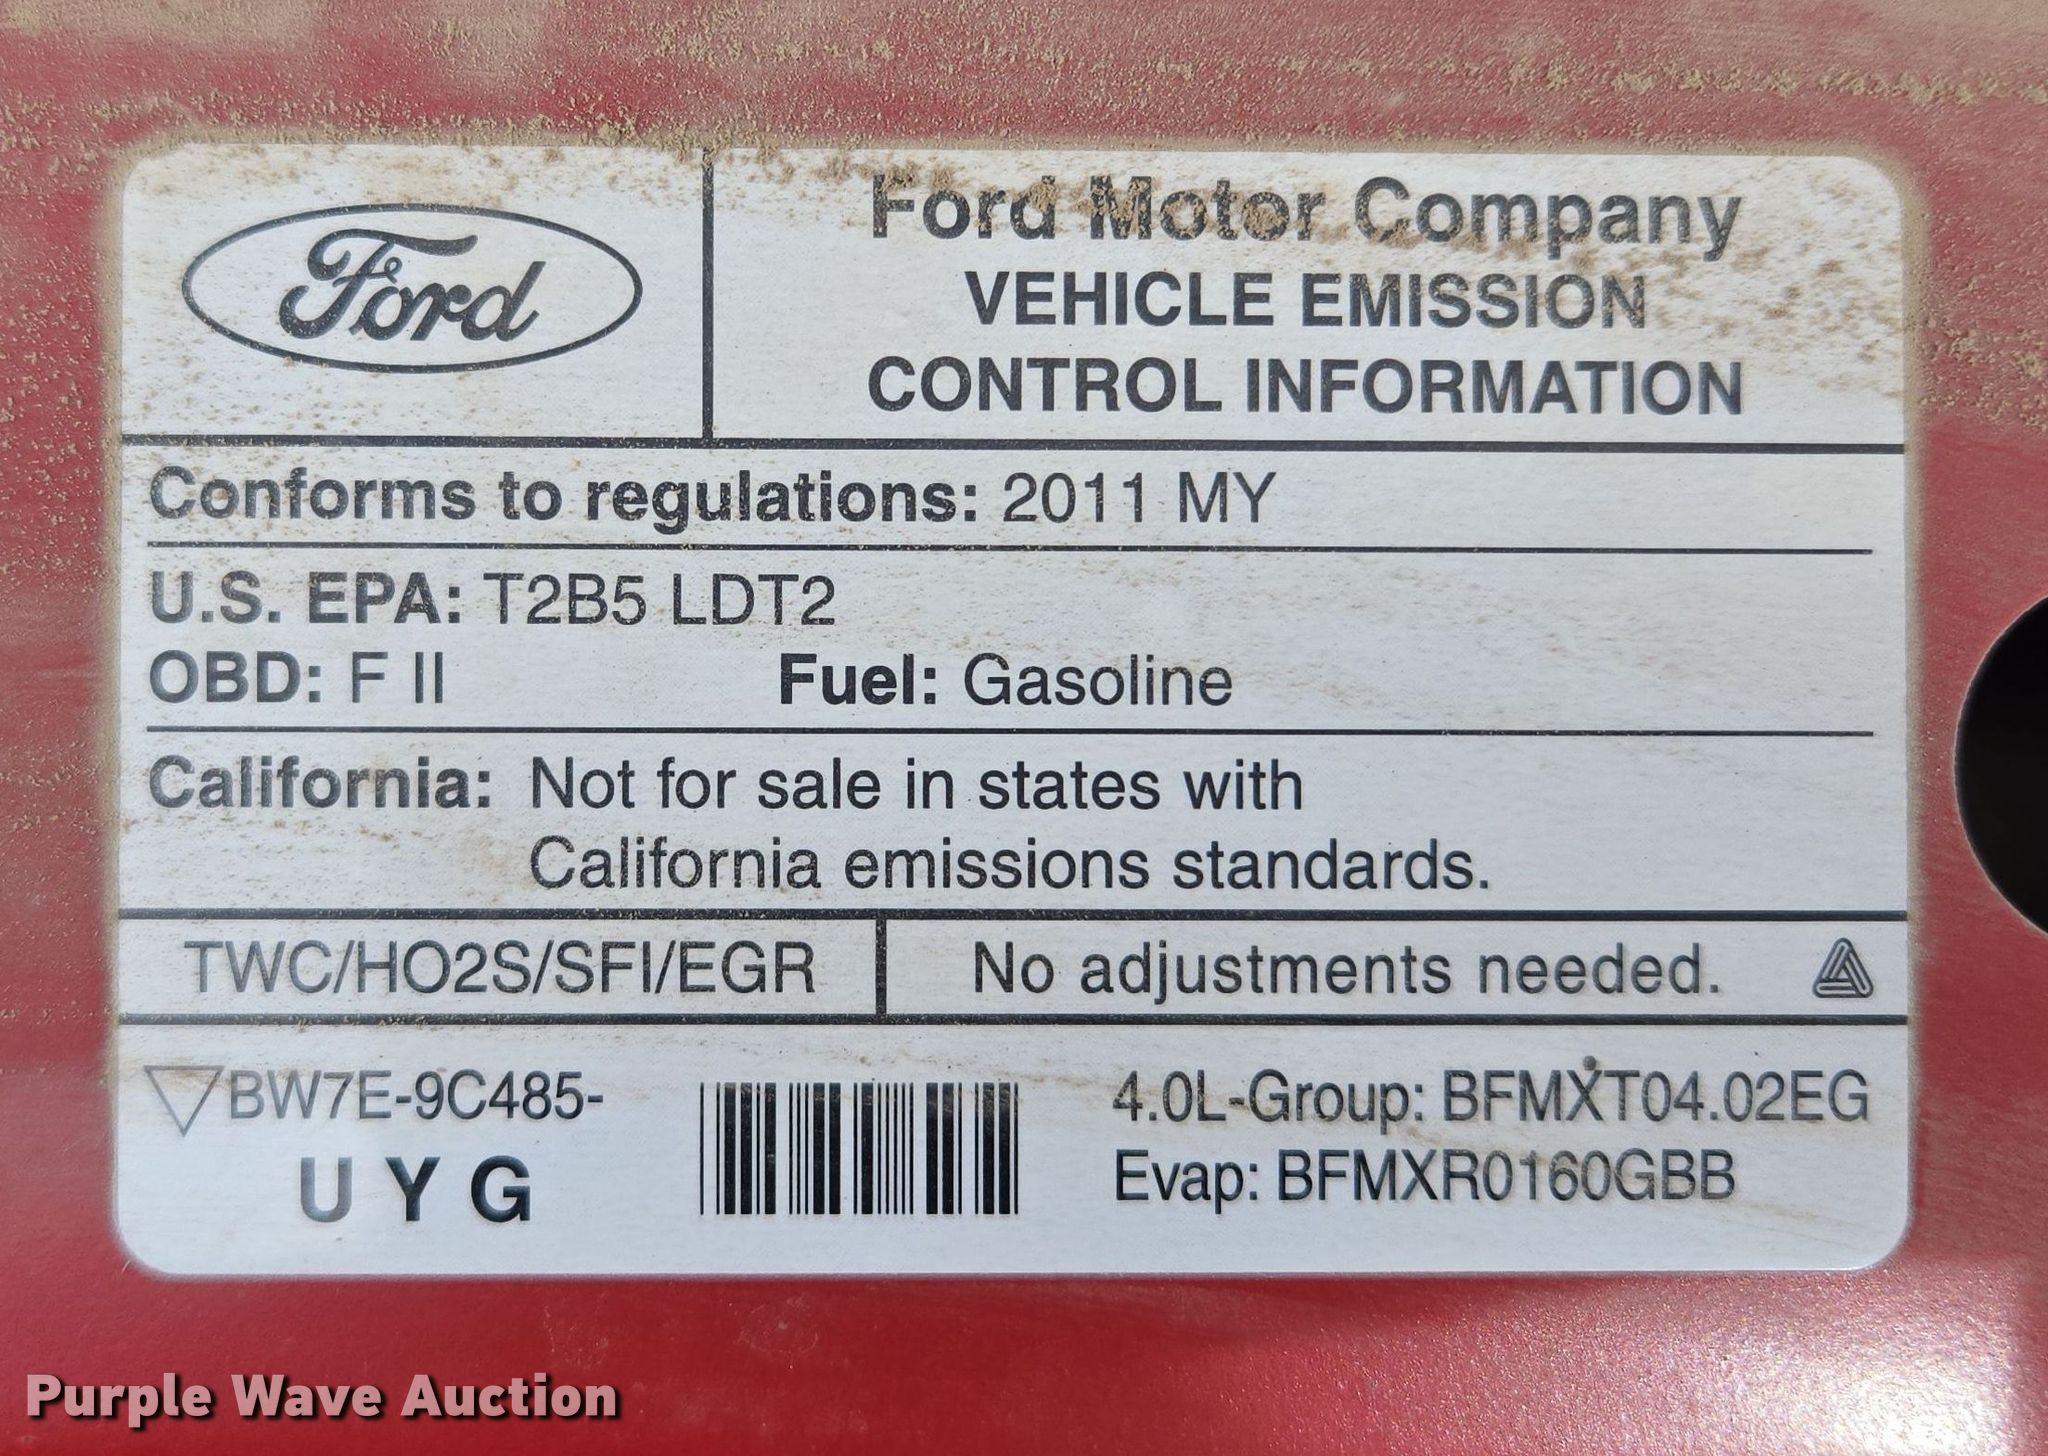 Ford
Ford Motor Company
VEHICLE EMISSION
CONTROL INFORMATION
Conforms to regulations: 2011 MY
U.S. EPA: T2B5 LDT2
OBD: F II Fuel: Gasoline
California: Not for sale in states with
California emissions standards.
TWC/HO2S/SFI/EGR
No adjustments needed.
BW7E-9C485-
U Y G
4.0L-Group: BFMXT04.02EG
Evap: BFMXR0160GBB
Purple Wave Auction